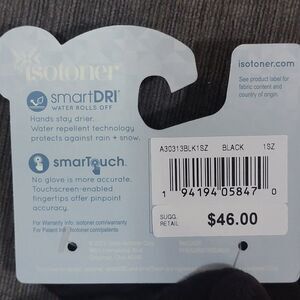 isotoner
smartDRI®
WATER ROLLS OFF
Hands stay drier.
Water repellent technology
protects against rain + snow.
smarTouch®
No glove is more accurate.
Touchscreen-enabled
fingertips offer pinpoint
accuracy.
For Warranty Info: isotoner.com/warranty
For Patent Info: isotoner.com/patents
isotoner.com
See product label for
fabric content and
country of origin.
A30313BLK1SZ BLACK 1SZ
1 94194 05847 0
SUGG.
RETAIL
$46.00